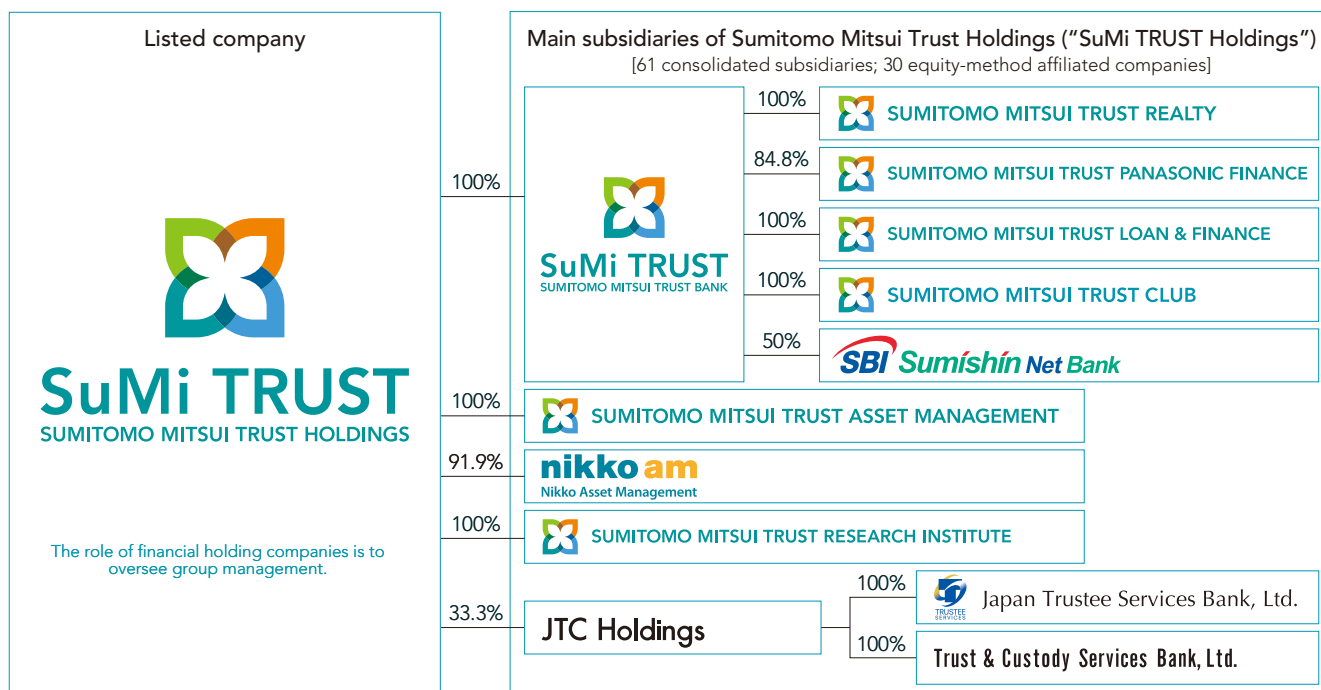 Listed company
SuMi TRUST
SUMITOMO MITSUI TRUST HOLDINGS
The role of financial holding companies is to
oversee group management.
Main subsidiaries of Sumitomo Mitsui Trust Holdings (“SuMi TRUST Holdings”)
[61 consolidated subsidiaries; 30 equity-method affiliated companies]
100%
SuMi TRUST
SUMITOMO MITSUI TRUST BANK
100%
SUMITOMO MITSUI TRUST REALTY
84.8%
SUMITOMO MITSUI TRUST PANASONIC FINANCE
100%
SUMITOMO MITSUI TRUST LOAN & FINANCE
100%
SUMITOMO MITSUI TRUST CLUB
50%
SBI Sumishin Net Bank
100%
SUMITOMO MITSUI TRUST ASSET MANAGEMENT
91.9%
nikko am
Nikko Asset Management
100%
SUMITOMO MITSUI TRUST RESEARCH INSTITUTE
33.3%
JTC Holdings
100%
TRUSTEE
SERVICES
Japan Trustee Services Bank, Ltd.
100%
Trust & Custody Services Bank, Ltd.